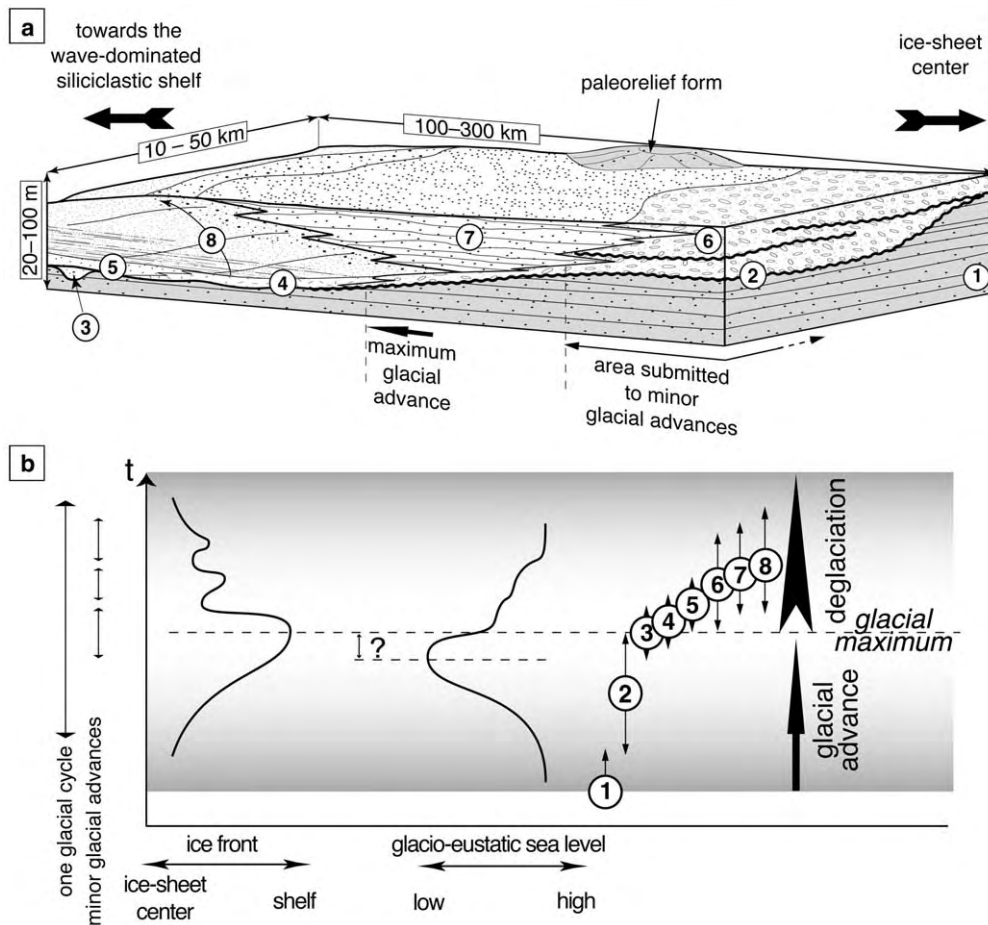 a
towards the
wave-dominated
siliciclastic shelf
ice-sheet
center
paleorelief form
10 – 50 km
100–300 km
20–100 m
8
7
6
5
4
2
1
3
maximum
glacial
advance
area submitted
to minor
glacial advances
b
t
one glacial cycle
minor glacial advances
?
8
7
6
5
4
3
2
1
deglaciation
glacial
maximum
glacial
advance
ice front
glacio-eustatic sea level
ice-sheet
center
shelf
low
high